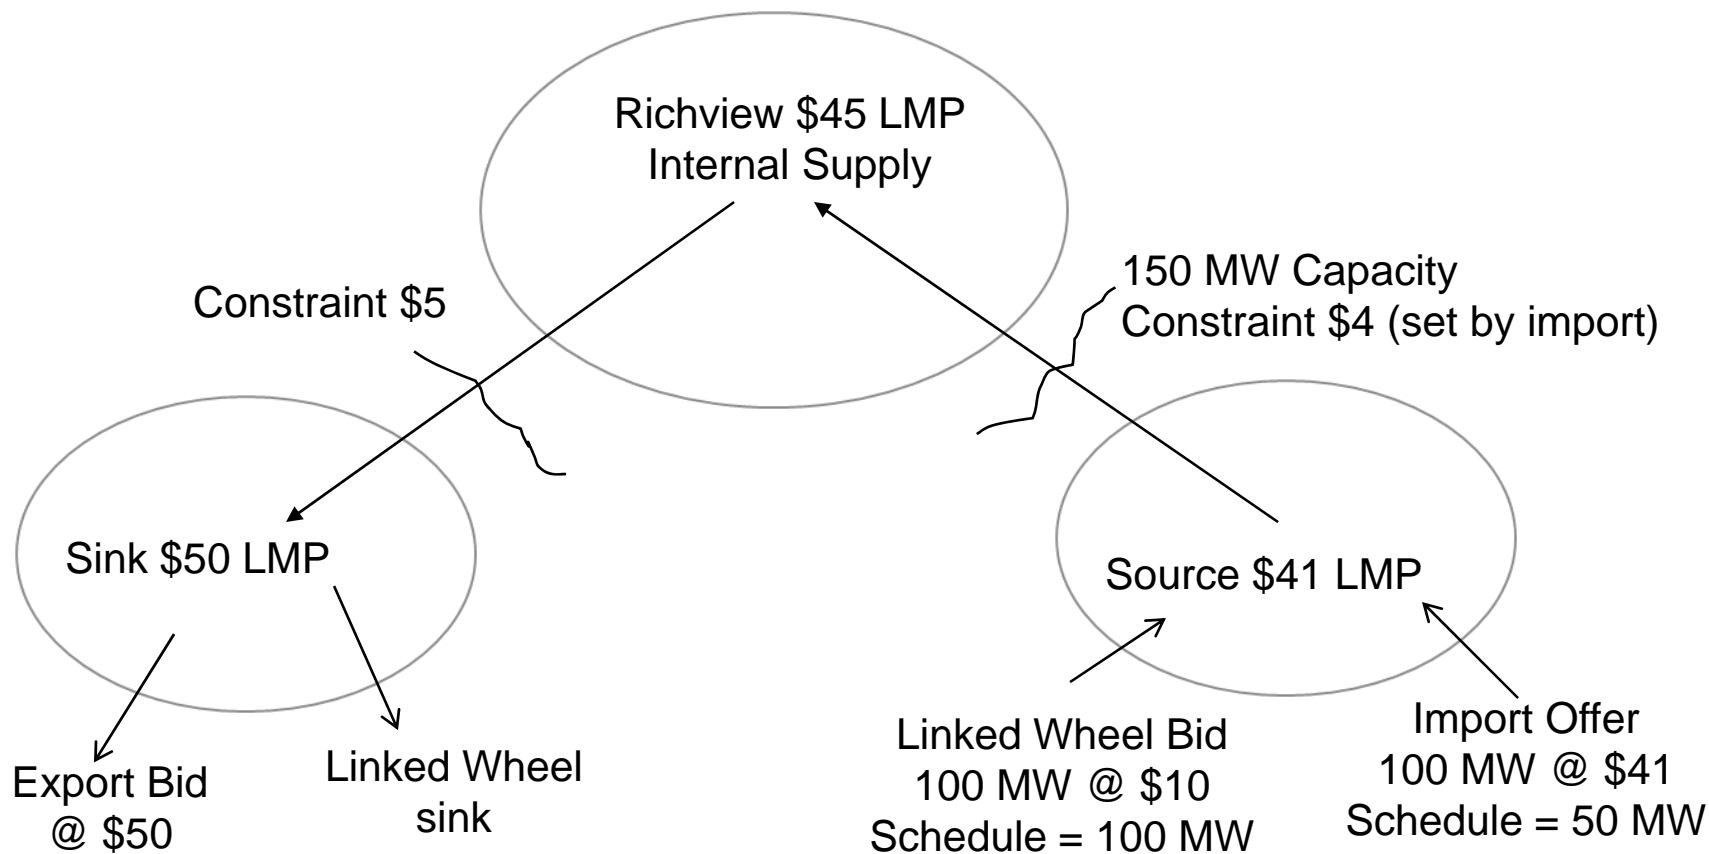 Richview $45 LMP
Internal Supply
Constraint $5
150 MW Capacity
Constraint $4 (set by import)
Sink $50 LMP
Source $41 LMP
Export Bid
@ $50
Linked Wheel
sink
Linked Wheel Bid
100 MW @ $10
Schedule = 100 MW
Import Offer
100 MW @ $41
Schedule = 50 MW